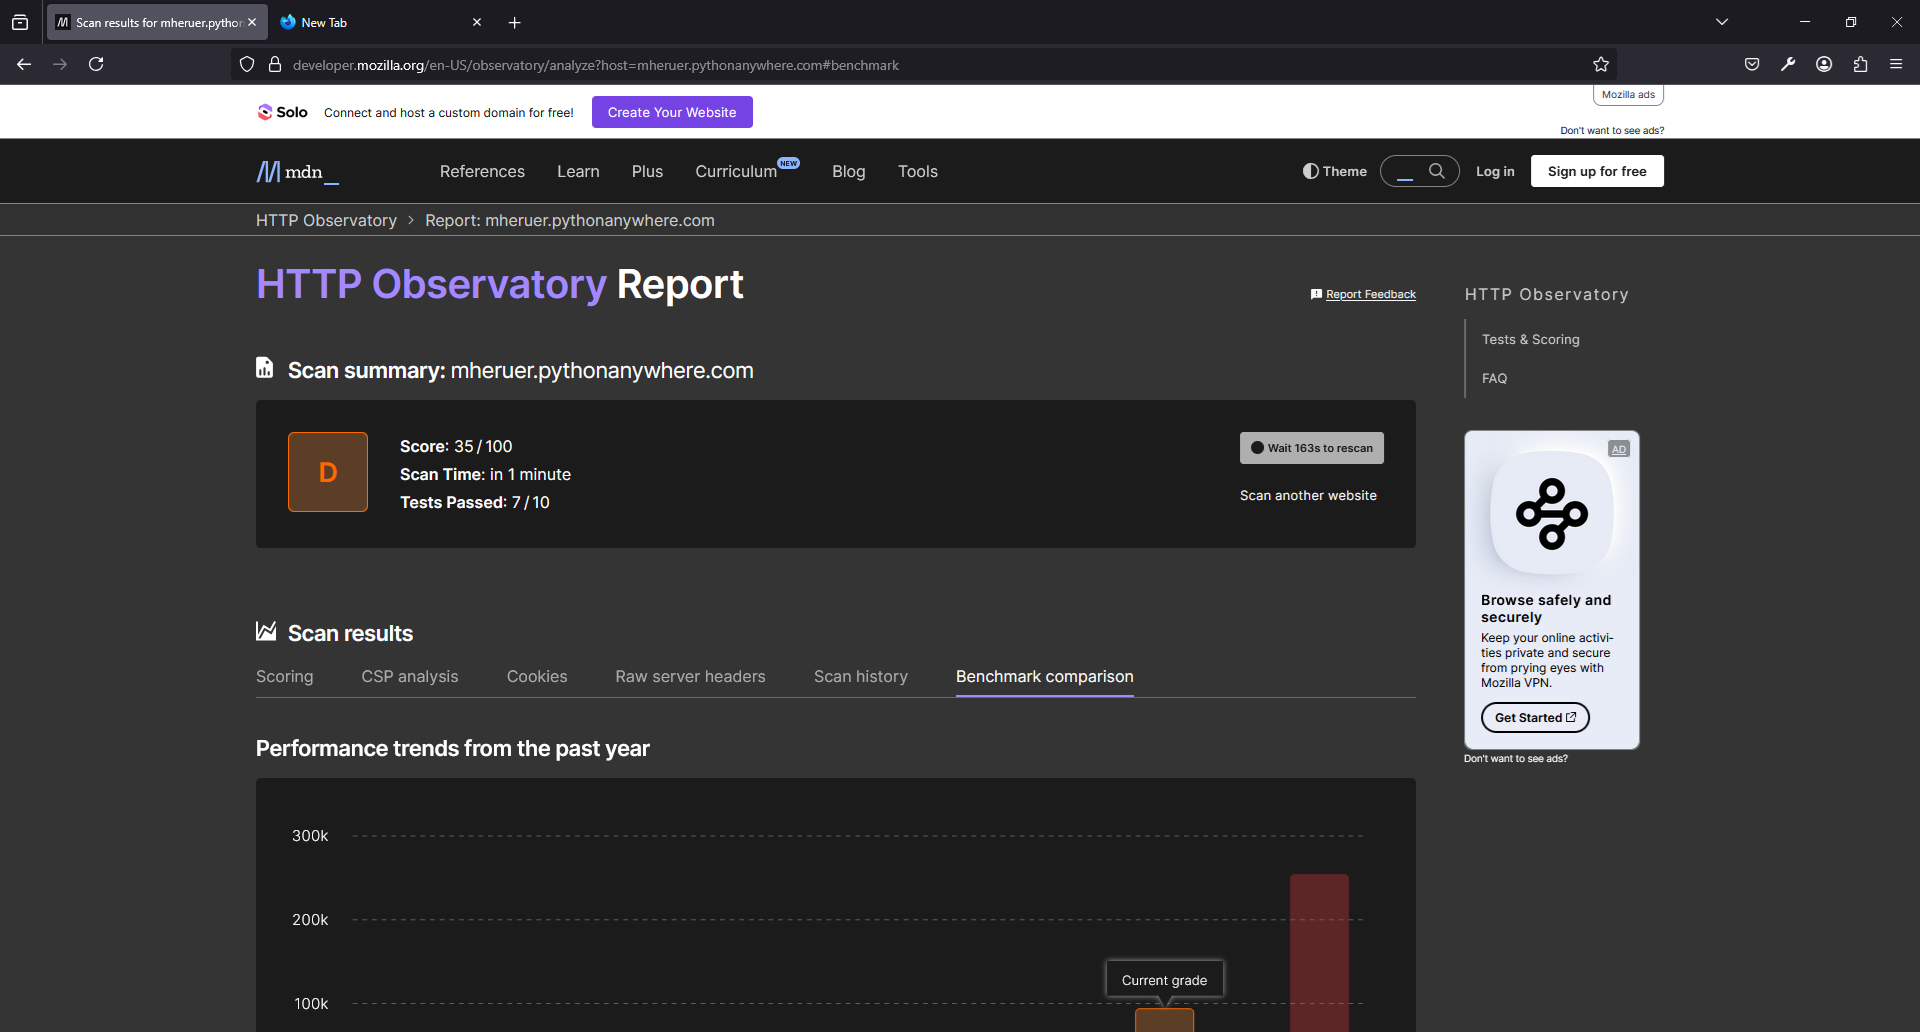 Scan results for mheruer.python
New Tab
developer.mozilla.org/en-US/observatory/analyze?host=mheruer.pythonanywhere.com#benchmark
Solo
Connect and host a custom domain for free!
Create Your Website
Mozilla ads
Don't want to see ads?
mdn_
References
Learn
Plus
Curriculum NEW
Blog
Tools
Theme
Log in
Sign up for free
HTTP Observatory > Report: mheruer.pythonanywhere.com
HTTP Observatory Report
Report Feedback
Scan summary: mheruer.pythonanywhere.com
D
Score: 35 / 100
Scan Time: in 1 minute
Tests Passed: 7 / 10
Wait 163s to rescan
Scan another website
Scan results
Scoring
CSP analysis
Cookies
Raw server headers
Scan history
Benchmark comparison
Performance trends from the past year
300k
200k
100k
Current grade
HTTP Observatory
Tests & Scoring
FAQ
AD
Browse safely and
securely
Keep your online activi-
ties private and secure
from prying eyes with
Mozilla VPN.
Get Started
Don't want to see ads?